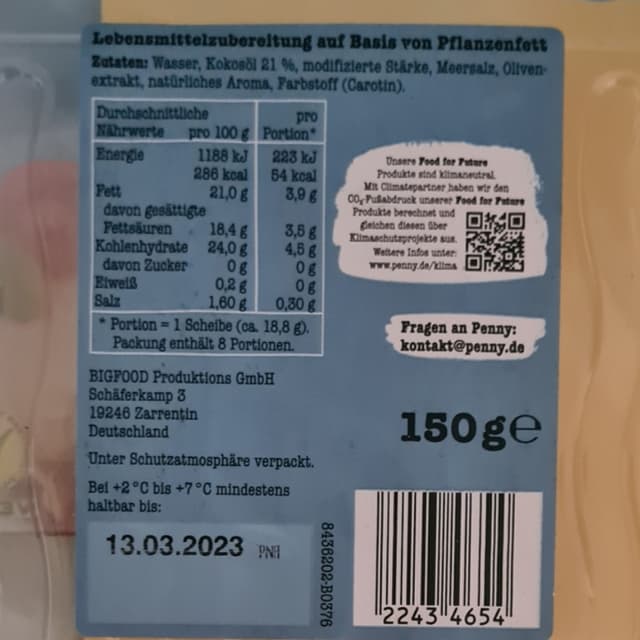 Lebensmittelzubereitung auf Basis von Pflanzenfett
Zutaten: Wasser, Kokosöl 21 %, modifizierte Stärke, Meersalz, Oliven-
extrakt, natürliches Aroma, Farbstoff (Carotin).
Durchschnittliche pro
Nährwerte pro 100 g Portion*
Energie 1188 kJ 223 kJ
286 kcal 54 kcal
Fett 21,0 g 3,9 g
davon gesättigte
Fettsäuren 18,4 g 3,5 g
Kohlenhydrate 24,0 g 4,5 g
davon Zucker 0 g 0 g
Eiweiß 0,2 g 0 g
Salz 1,60 g 0,30 g
* Portion = 1 Scheibe (ca. 18,8 g).
Packung enthält 8 Portionen.
Unsere Food for Future
Produkte sind klimaneutral.
Mit Climatepartner haben wir den
CO₂-Fußabdruck unserer Food for Future
Produkte berechnet und
gleichen diesen über
Klimaschutzprojekte aus.
Weitere Infos unter:
www.penny.de/klima
Fragen an Penny:
kontakt@penny.de
BIGFOOD Produktions GmbH
Schäferkamp 3
19246 Zarrentin
Deutschland
150 g e
Unter Schutzatmosphäre verpackt.
Bei +2 °C bis +7 °C mindestens
haltbar bis:
13.03.2023 PNH
8436202-B0376
2243 4654